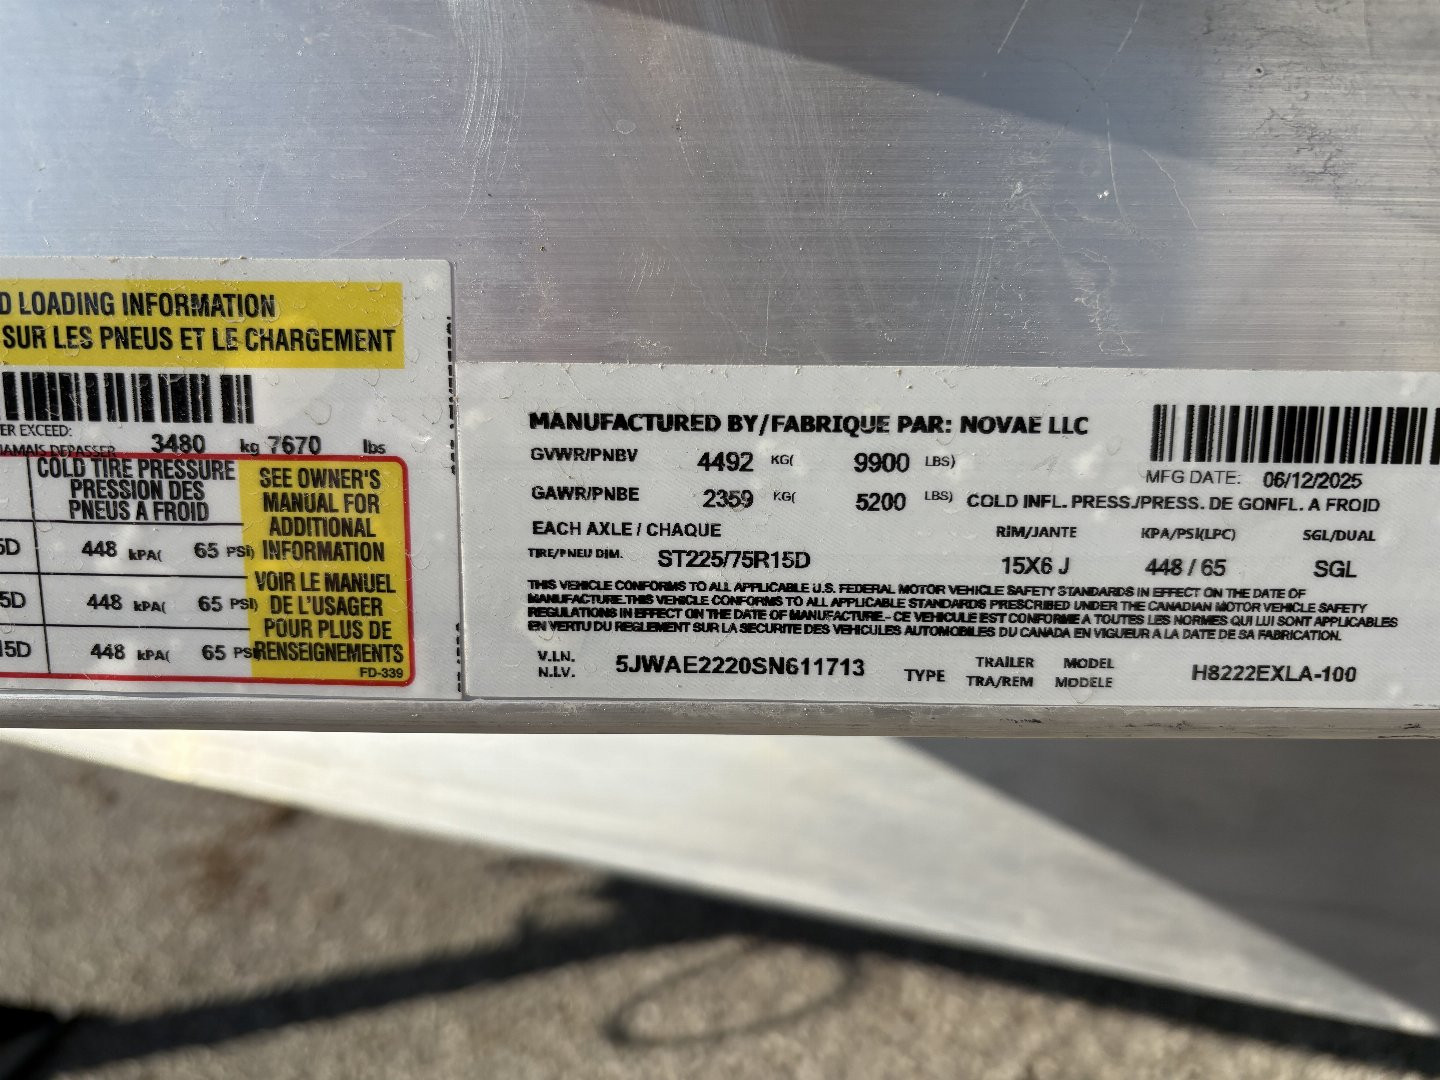 D LOADING INFORMATION
SUR LES PNEUS ET LE CHARGEMENT
ER EXCEED:
JAMAIS DEPASSER 3480 kg 7670 lbs
COLD TIRE PRESSURE
PRESSION DES
PNEUS A FROID
5D 448 kPA( 65 PSI)
5D 448 kPA( 65 PSI)
15D 448 kPA( 65 PSI
SEE OWNER'S
MANUAL FOR
ADDITIONAL
INFORMATION
VOIR LE MANUEL
DE L'USAGER
POUR PLUS DE
RENSEIGNEMENTS
FD-339
MANUFACTURED BY/FABRIQUE PAR: NOVAE LLC
GVWR/PNBV 4492 KG( 9900 LBS) MFG DATE: 06/12/2025
GAWR/PNBE 2359 KG( 5200 LBS) COLD INFL. PRESS./PRESS. DE GONFL. A FROID
EACH AXLE / CHAQUE RIM/JANTE KPA/PSI(LPC) SGL/DUAL
TIRE/PNEU DIM. ST225/75R15D 15X6 J 448 / 65 SGL
THIS VEHICLE CONFORMS TO ALL APPLICABLE U.S. FEDERAL MOTOR VEHICLE SAFETY STANDARDS IN EFFECT ON THE DATE OF
MANUFACTURE.THIS VEHICLE CONFORMS TO ALL APPLICABLE STANDARDS PRESCRIBED UNDER THE CANADIAN MOTOR VEHICLE SAFETY
REGULATIONS IN EFFECT ON THE DATE OF MANUFACTURE.- CE VEHICULE EST CONFORME A TOUTES LES NORMES QUI LUI SONT APPLICABLES
EN VERTU DU REGLEMENT SUR LA SECURITE DES VEHICULES AUTOMOBILES DU CANADA EN VIGUEUR A LA DATE DE SA FABRICATION.
V.I.N. 5JWAE2220SN611713 TYPE TRAILER MODEL H8222EXLA-100
N.I.V. TRA/REM MODELE